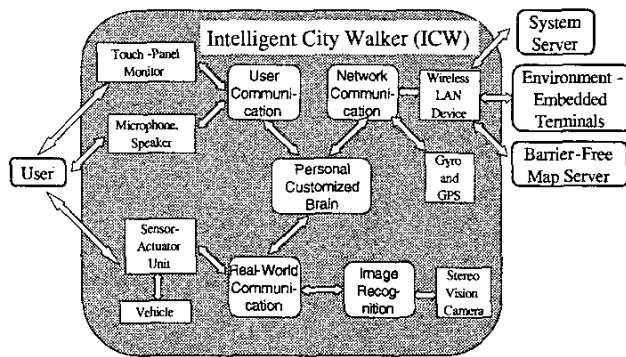 Intelligent City Walker (ICW)
System
Server
Touch -Panel
Monitor
User
Communi-
cation
Network
Communi-
cation
Wireless
LAN
Device
Environment -
Embedded
Terminals
Microphone,
Speaker
User
Personal
Customized
Brain
Gyro
and
GPS
Barrier-Free
Map Server
Sensor-
Actuator
Unit
Real-World
Communi-
cation
Image
Recog-
nition
Stereo
Vision
Camera
Vehicle